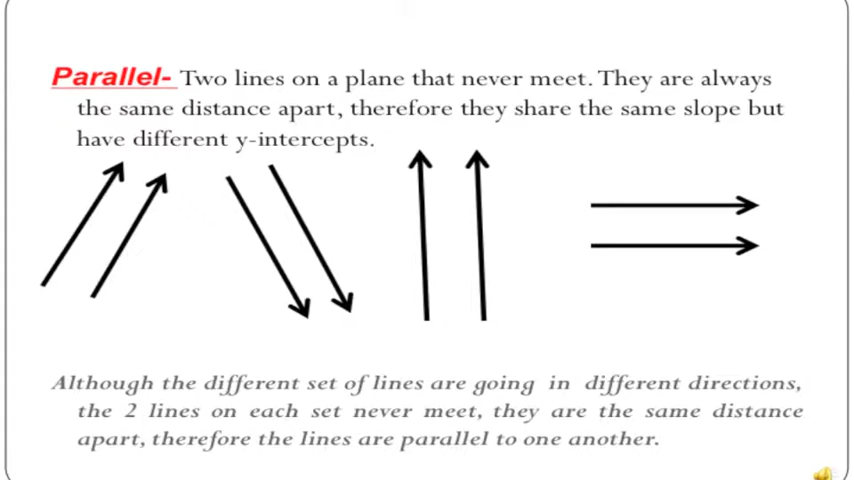 Parallel- Two lines on a plane that never meet. They are always
the same distance apart, therefore they share the same slope but
have different y-intercepts.
Although the different set of lines are going in different directions,
the 2 lines on each set never meet, they are the same distance
apart, therefore the lines are parallel to one another.